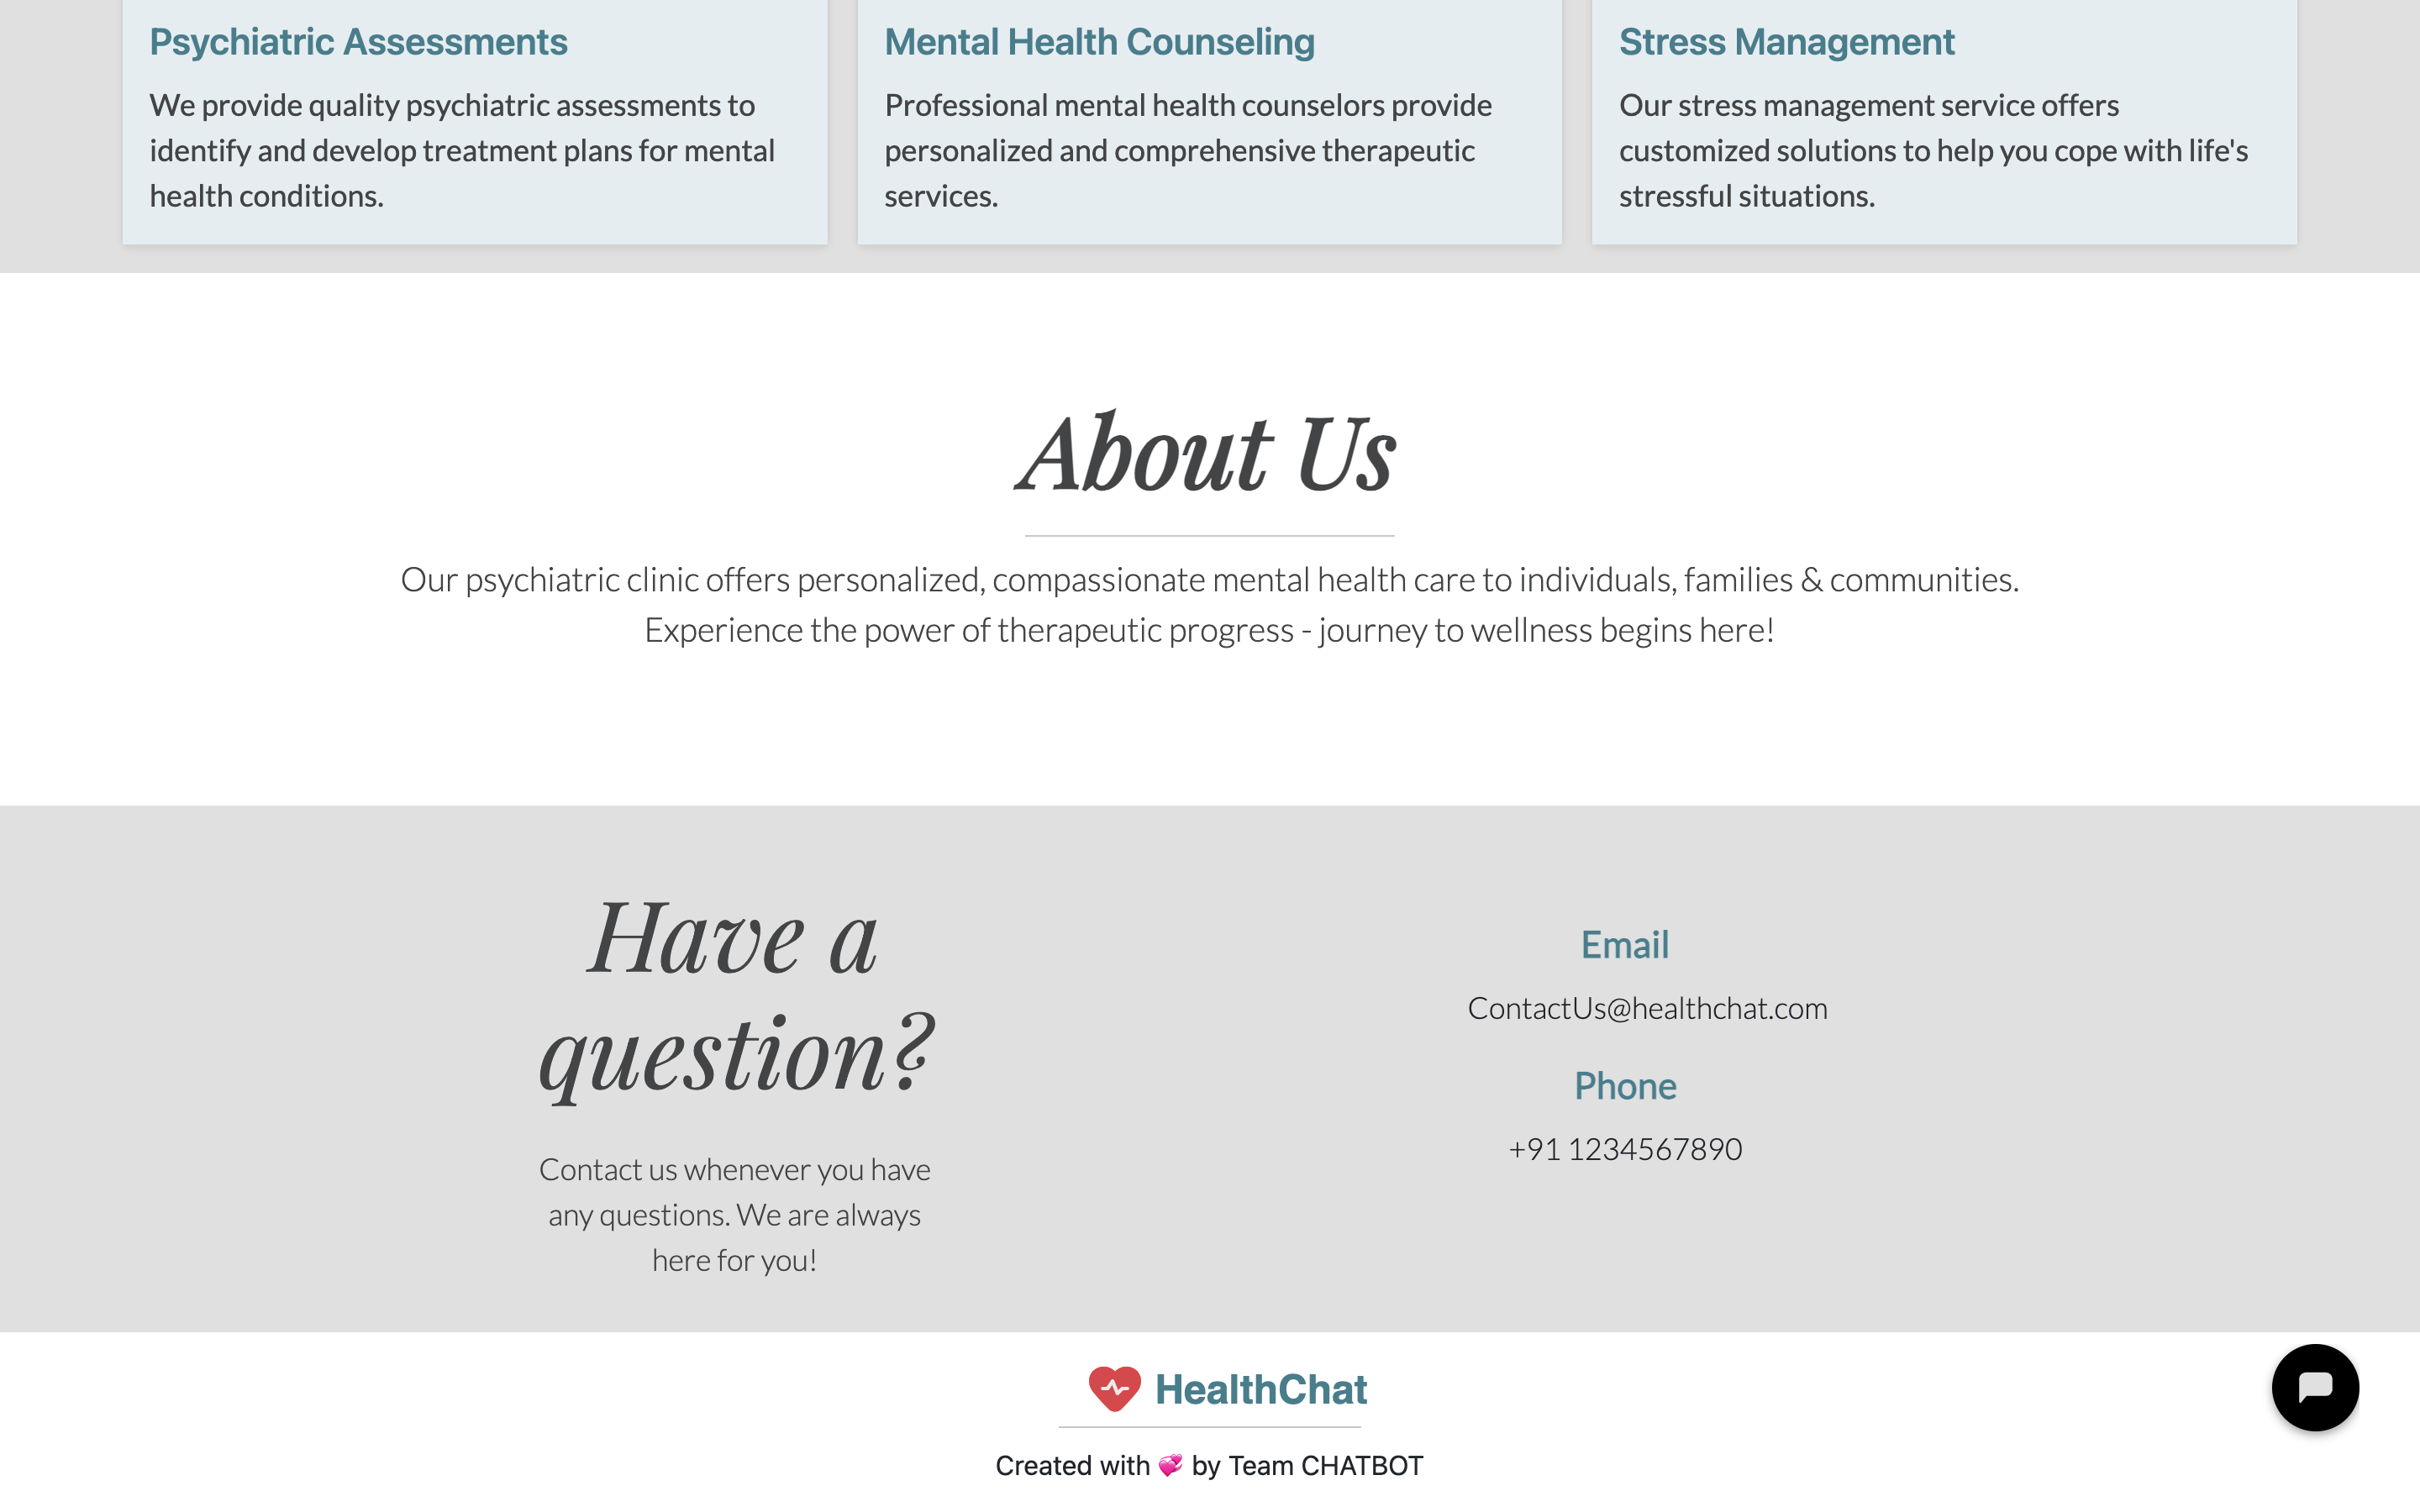 Psychiatric Assessments
We provide quality psychiatric assessments to
identify and develop treatment plans for mental
health conditions.
Mental Health Counseling
Professional mental health counselors provide
personalized and comprehensive therapeutic
services.
Stress Management
Our stress management service offers
customized solutions to help you cope with life's
stressful situations.
About Us
Our psychiatric clinic offers personalized, compassionate mental health care to individuals, families & communities.
Experience the power of therapeutic progress - journey to wellness begins here!
Have a
question?
Contact us whenever you have
any questions. We are always
here for you!
Email
ContactUs@healthchat.com
Phone
+91 1234567890
HealthChat
Created with 💞 by Team CHATBOT